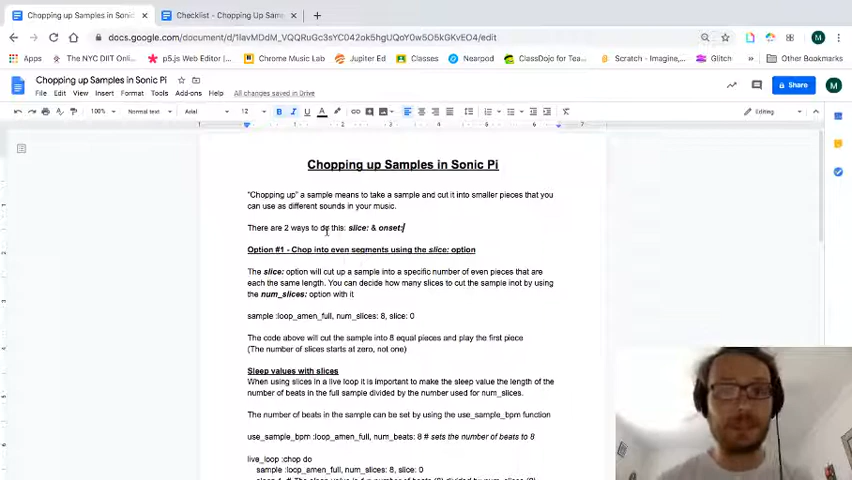 Chopping up Samples in Sonic
Checklist - Chopping Up Same
docs.google.com/document/d/1lavMDdM_VQQRuGc3sYC042ok5hgUQoY0w5O5kGKvEO4/edit
M
Apps
The NYC DIIT Onli...
p5.js Web Editor |...
Chrome Music Lab
Jupiter Ed
Classes
Nearpod
ClassDojo for Tea...
Scratch - Imagine,...
Glitch
Other Bookmarks
Chopping up Samples in Sonic Pi
File Edit View Insert Format Tools Add-ons Help All changes saved in Drive
Share
M
100% Normal text Arial 12 B I U A Editing
Chopping up Samples in Sonic Pi
"Chopping up" a sample means to take a sample and cut it into smaller pieces that you
can use as different sounds in your music.
There are 2 ways to do this: slice: & onset:
Option #1 - Chop into even segments using the slice: option
The slice: option will cut up a sample into a specific number of even pieces that are
each the same length. You can decide how many slices to cut the sample inot by using
the num_slices: option with it
sample :loop_amen_full, num_slices: 8, slice: 0
The code above will cut the sample into 8 equal pieces and play the first piece
(The number of slices starts at zero, not one)
Sleep values with slices
When using slices in a live loop it is important to make the sleep value the length of the
number of beats in the full sample divided by the number used for num_slices.
The number of beats in the sample can be set by using the use_sample_bpm function
use_sample_bpm :loop_amen_full, num_beats: 8 # sets the number of beats to 8
live_loop :chop do
sample :loop_amen_full, num_slices: 8, slice: 0